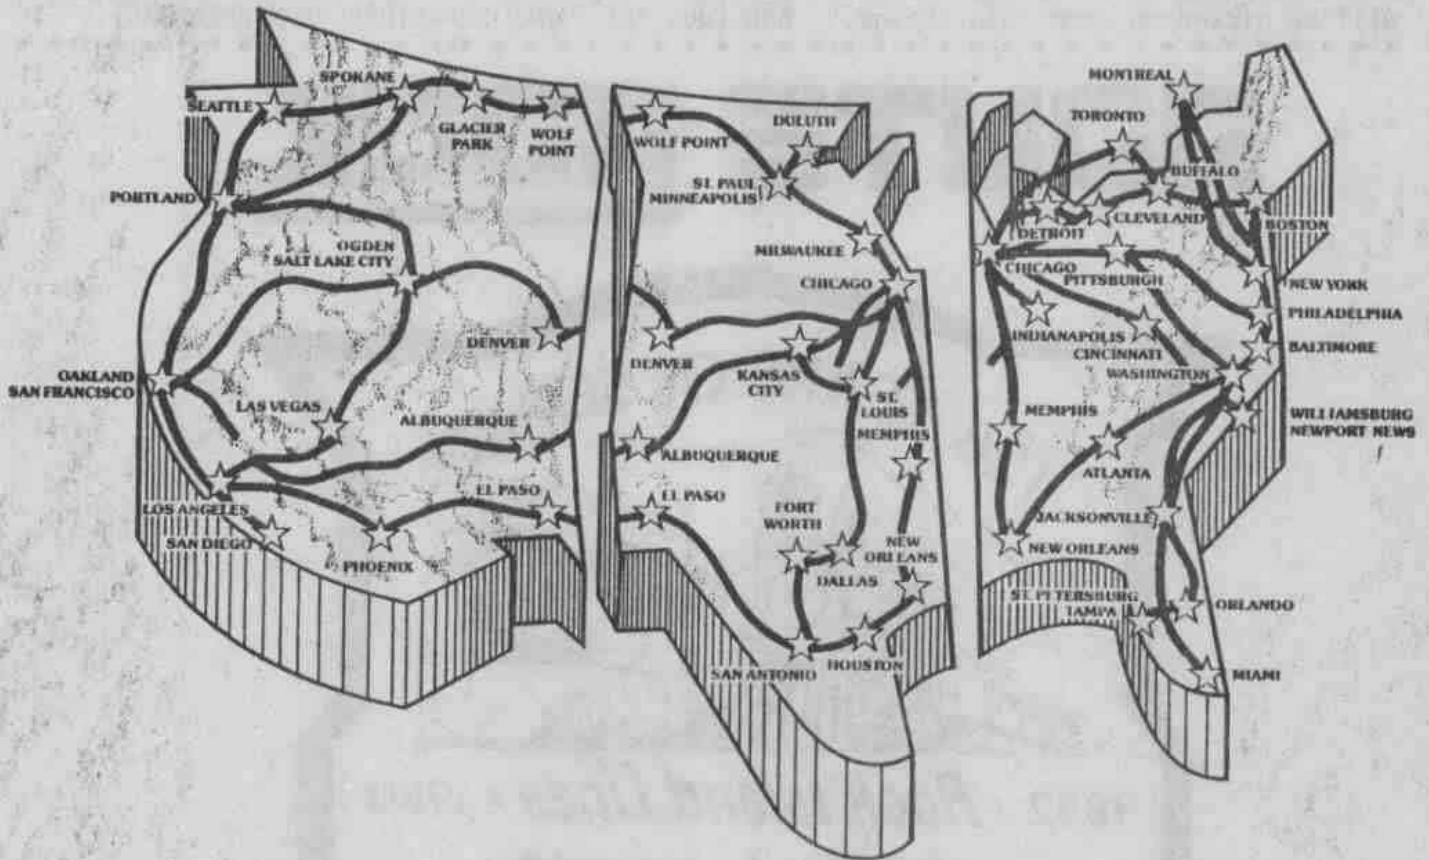 SEATTLE
SPOKANE
GLACIER
PARK
WOLF
POINT
PORTLAND
OGDEN
SALT LAKE CITY
DENVER
OAKLAND
SAN FRANCISCO
LAS VEGAS
ALBUQUERQUE
LOS ANGELES
SAN DIEGO
PHOENIX
EL PASO
WOLF POINT
DULUTH
ST. PAUL
MINNEAPOLIS
MILWAUKEE
CHICAGO
DENVER
KANSAS
CITY
ST.
LOUIS
MEMPHIS
ALBUQUERQUE
EL PASO
FORT
WORTH
DALLAS
NEW
ORLEANS
SAN ANTONIO
HOUSTON
MONTREAL
TORONTO
BUFFALO
CLEVELAND
DETROIT
BOSTON
CHICAGO
PITTSBURGH
NEW YORK
PHILADELPHIA
INDIANAPOLIS
CINCINNATI
BALTIMORE
WASHINGTON
MEMPHIS
WILLIAMSBURG
NEWPORT NEWS
ATLANTA
JACKSONVILLE
NEW ORLEANS
ST. PETERSBURG
TAMPA
ORLANDO
MIAMI